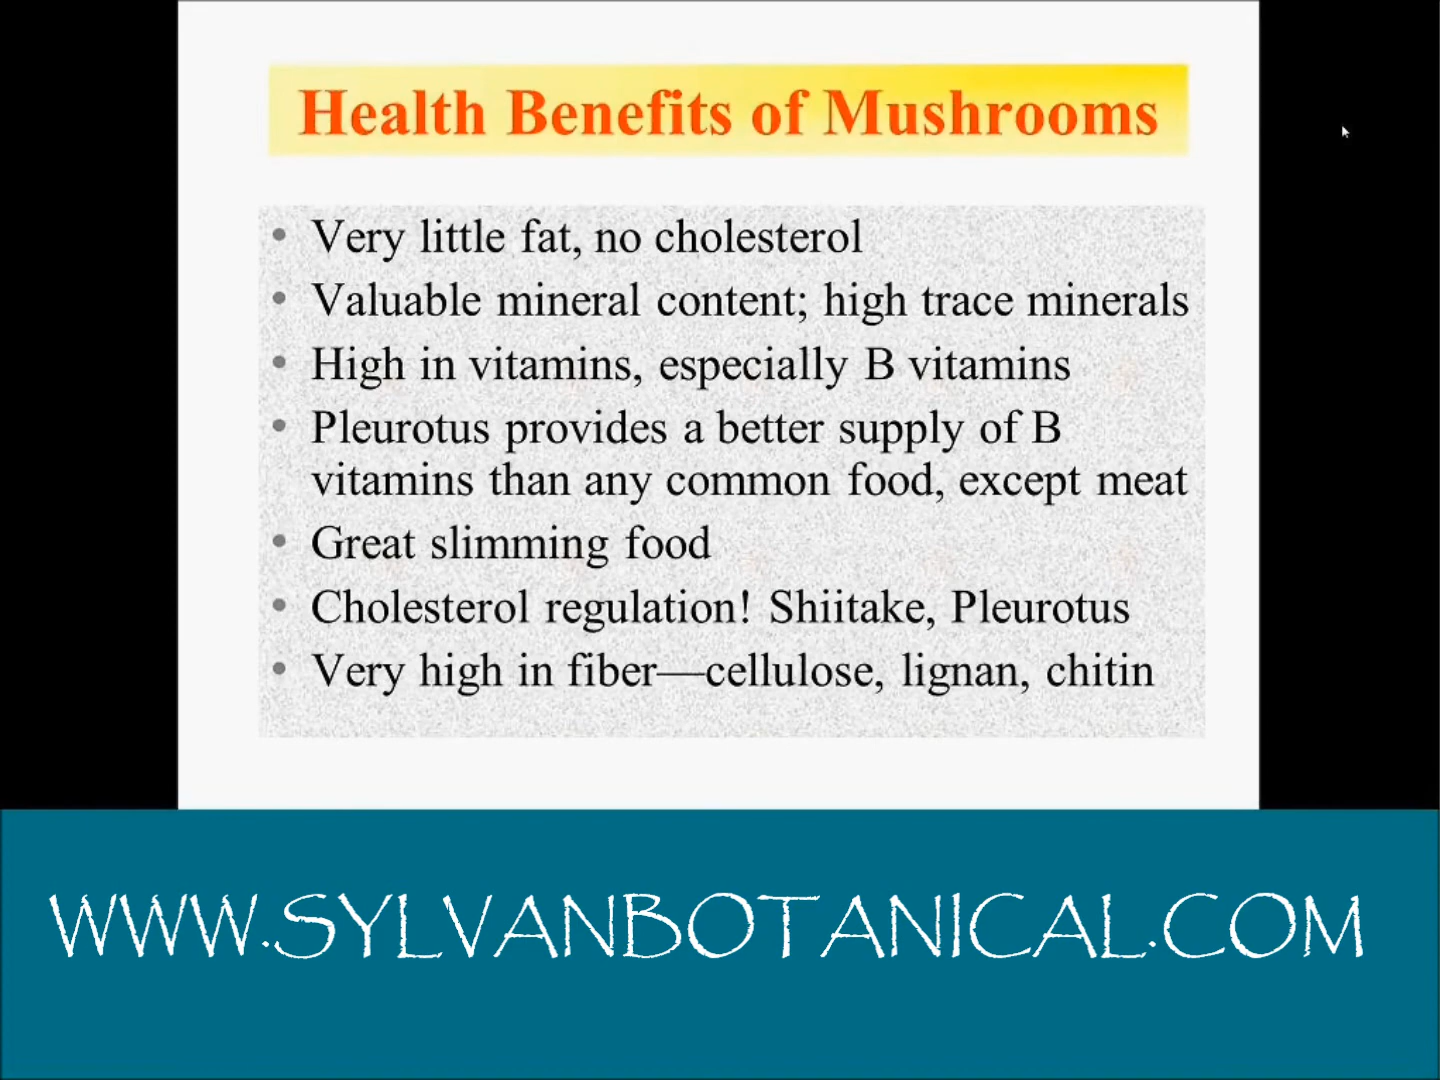 Health Benefits of Mushrooms
• Very little fat, no cholesterol
• Valuable mineral content; high trace minerals
• High in vitamins, especially B vitamins
• Pleurotus provides a better supply of B
vitamins than any common food, except meat
• Great slimming food
• Cholesterol regulation! Shiitake, Pleurotus
• Very high in fiber—cellulose, lignan, chitin
WWW.SYLVANBOTANICAL.COM